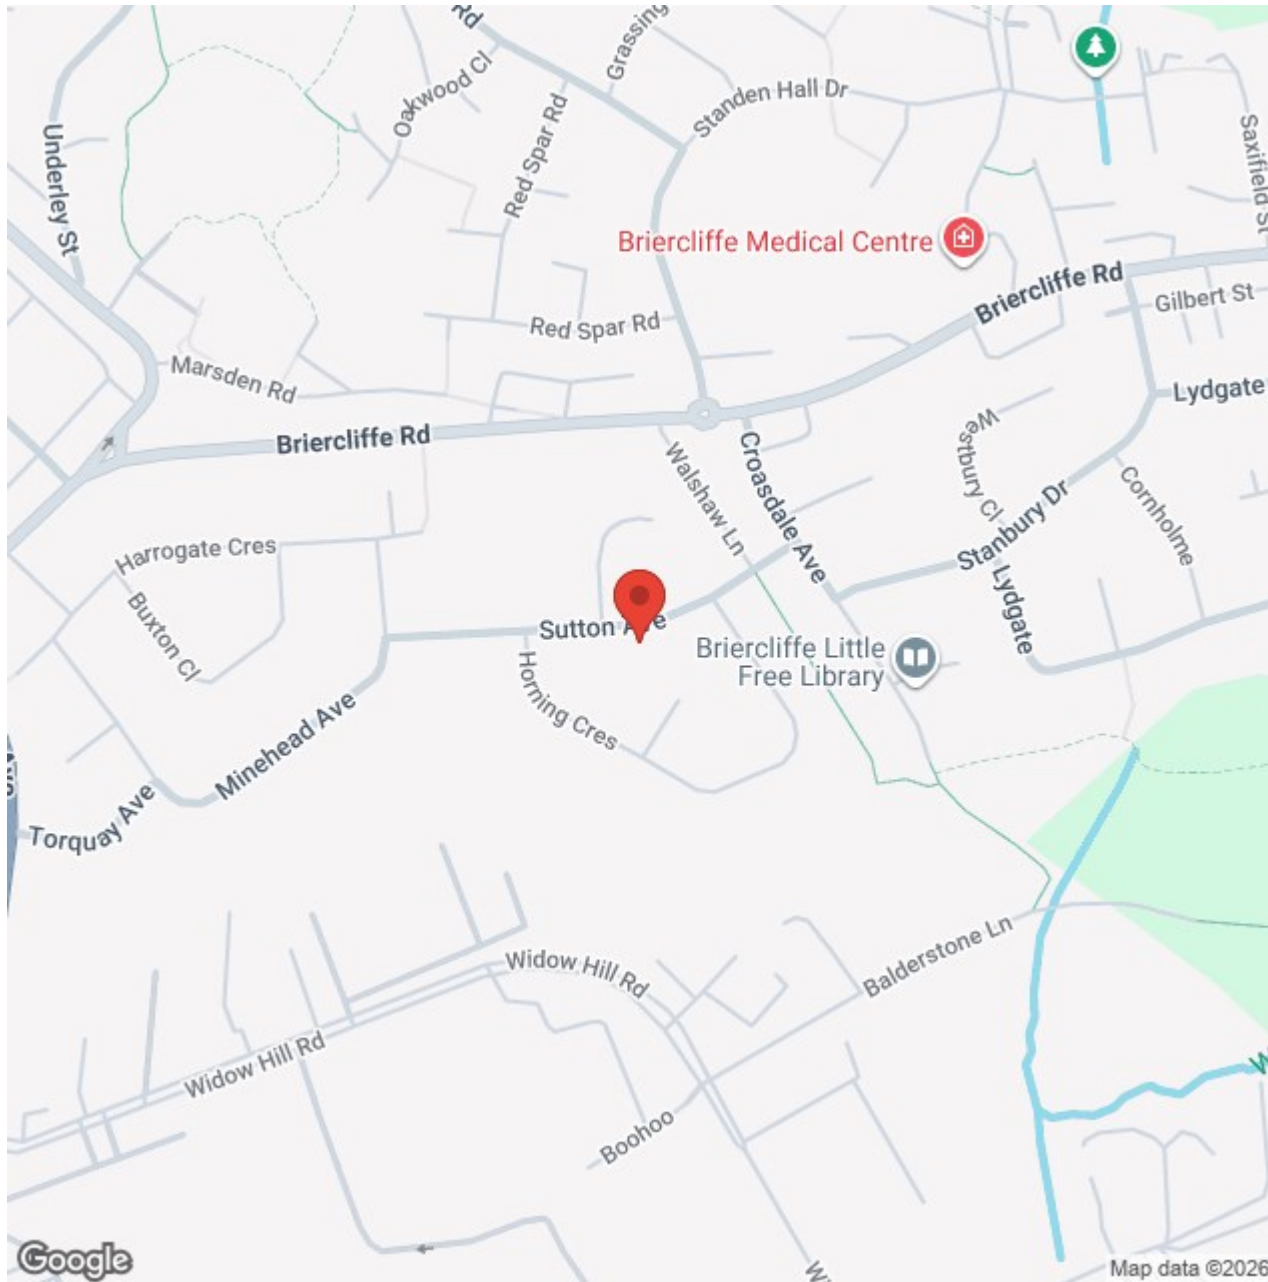 Rd
Grassing
Oakwood Cl
Standen Hall Dr
Underley St
Red Spar Rd
Saxifield St
Briercliffe Medical Centre
Briercliffe Rd
Gilbert St
Red Spar Rd
Marsden Rd
Lydgate
Briercliffe Rd
Westbury Cl
Walshaw Ln
Croasdale Ave
Cornholme
Stanbury Dr
Harrogate Cres
Lydgate
Buxton Cl
Sutton Ave
Briercliffe Little
Free Library
Horning Cres
Minehead Ave
Torquay Ave
Balderstone Ln
Widow Hill Rd
Widow Hill Rd
Boohoo
Google
Map data ©2026